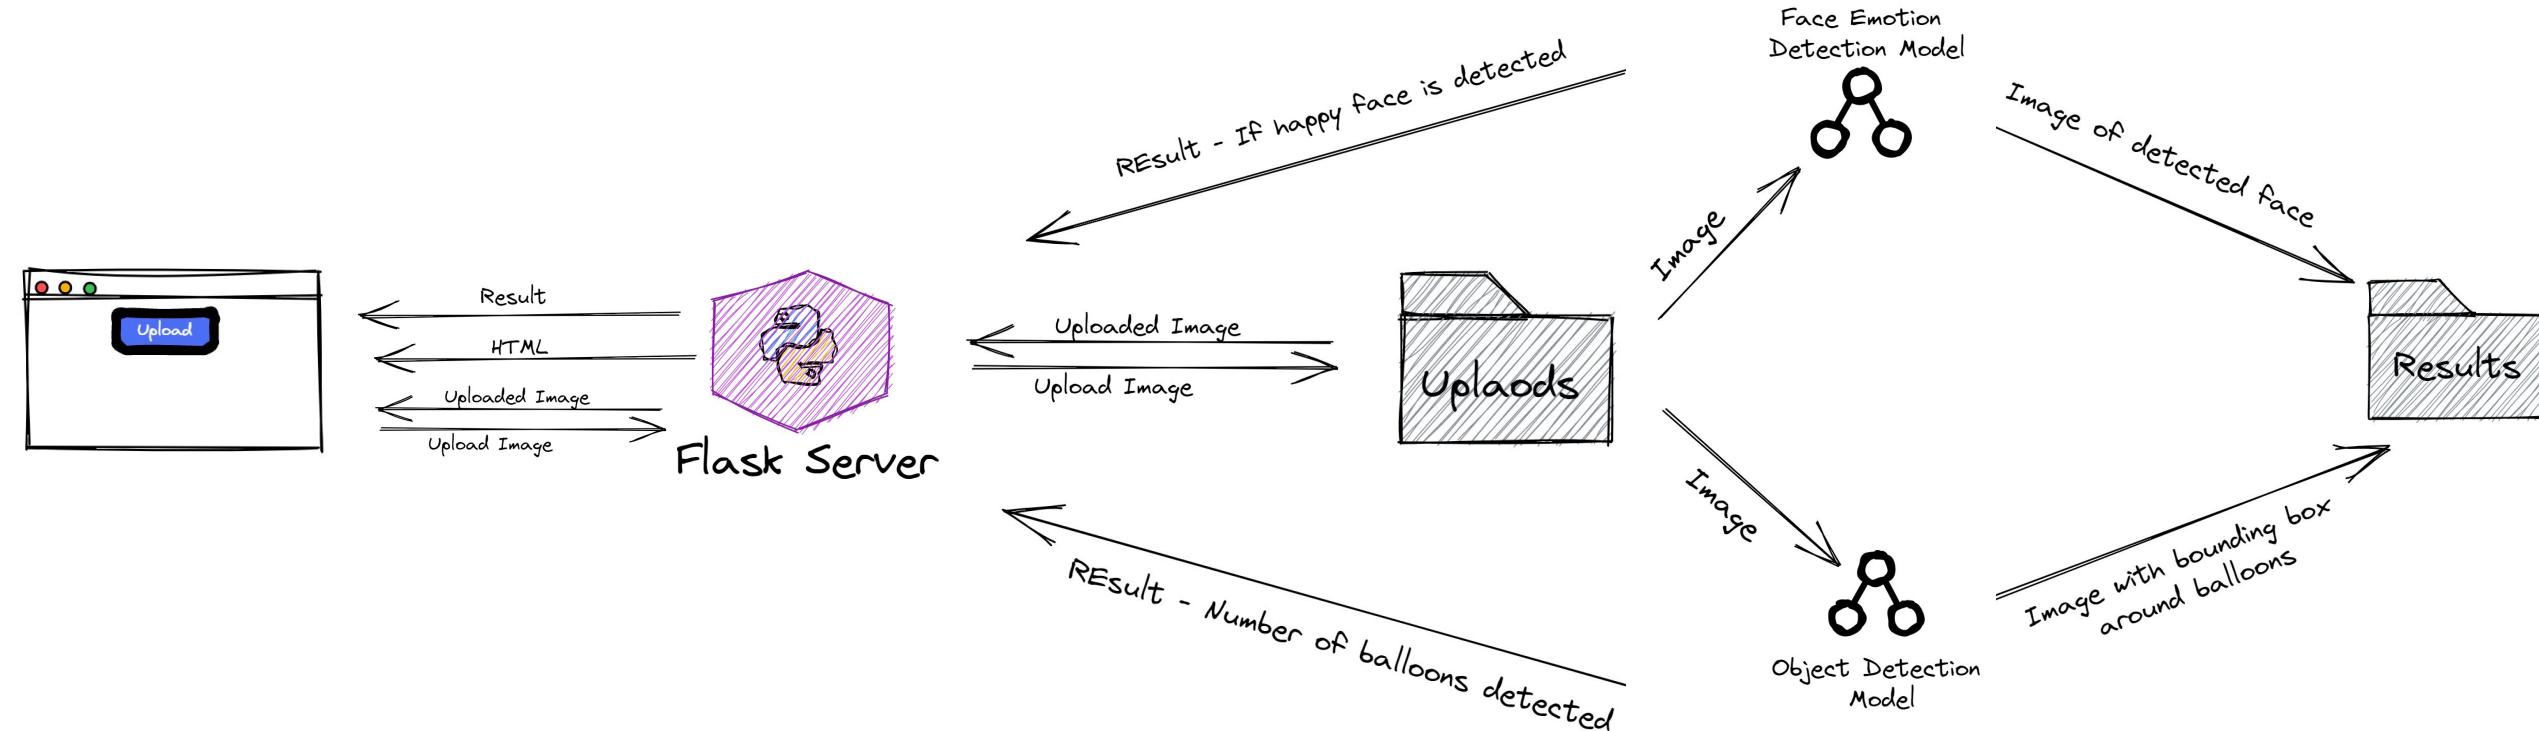 Upload
Result
HTML
Uploaded Image
Upload Image
Flask Server
REsult - If happy face is detected
Uploaded Image
Upload Image
REsult - Number of balloons detected
Uplaods
Image
Image
Face Emotion
Detection Model
Object Detection
Model
Image of detected face
Image with bounding box
around balloons
Results